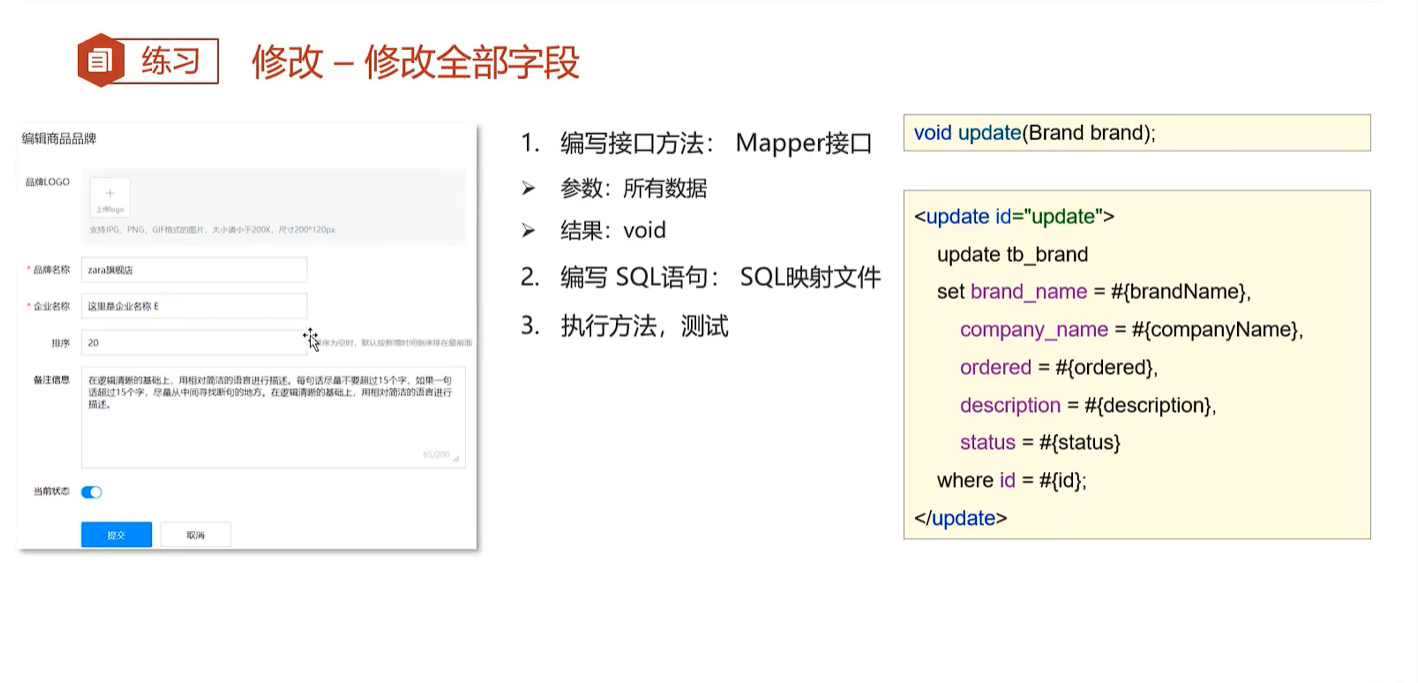 练习
修改 – 修改全部字段
编辑商品品牌
品牌LOGO
+
上传logo
支持JPG、PNG、GIF格式的图片，大小请小于200K，尺寸200*120px
* 品牌名称 zara旗舰店
* 企业名称 这里是企业名称 E
排序 20
序为空时，默认按新增时间倒序排在最前面
备注信息
在逻辑清晰的基础上，用相对简洁的语言进行描述。每句话尽量不要超过15个字，如果一句
话超过15个字，尽量从中间寻找断句的地方。在逻辑清晰的基础上，用相对简洁的语言进行
描述。
85/200
当前状态
提交 取消
1. 编写接口方法： Mapper接口
➢ 参数：所有数据
➢ 结果：void
2. 编写 SQL语句： SQL映射文件
3. 执行方法，测试
void update(Brand brand);
<update id="update">
update tb_brand
set brand_name = #{brandName},
company_name = #{companyName},
ordered = #{ordered},
description = #{description},
status = #{status}
where id = #{id};
</update>